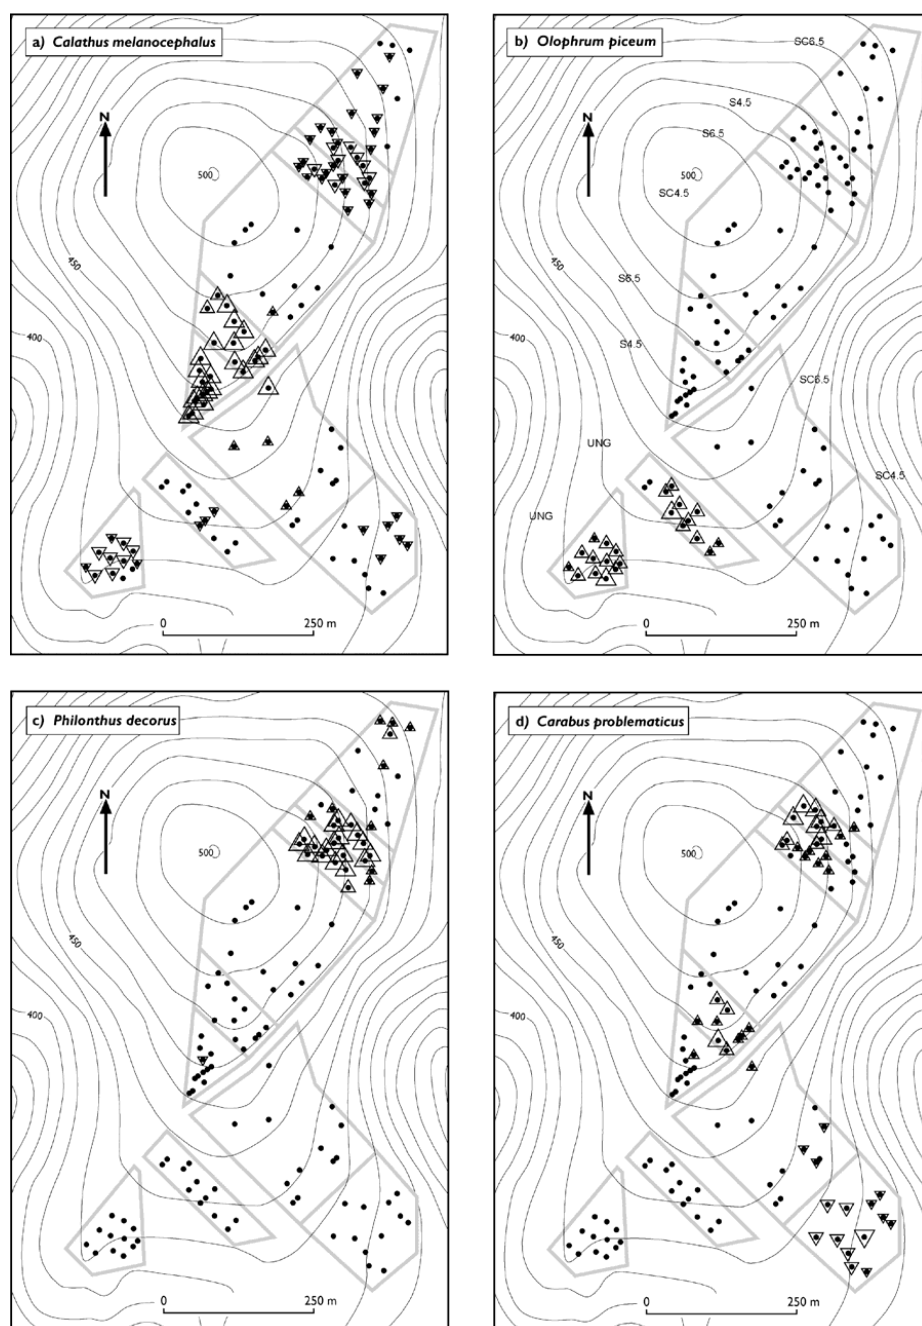 a) Calathus melanocephalus
N
500
450
400
0 250 m
b) Olophrum piceum
SC6.5
S4.5
S6.5
N
500
SC4.5
S6.5
S4.5
SC6.5
UNG
SC4.5
UNG
0 250 m
c) Philonthus decorus
N
500
450
400
0 250 m
d) Carabus problematicus
N
500
450
400
0 250 m